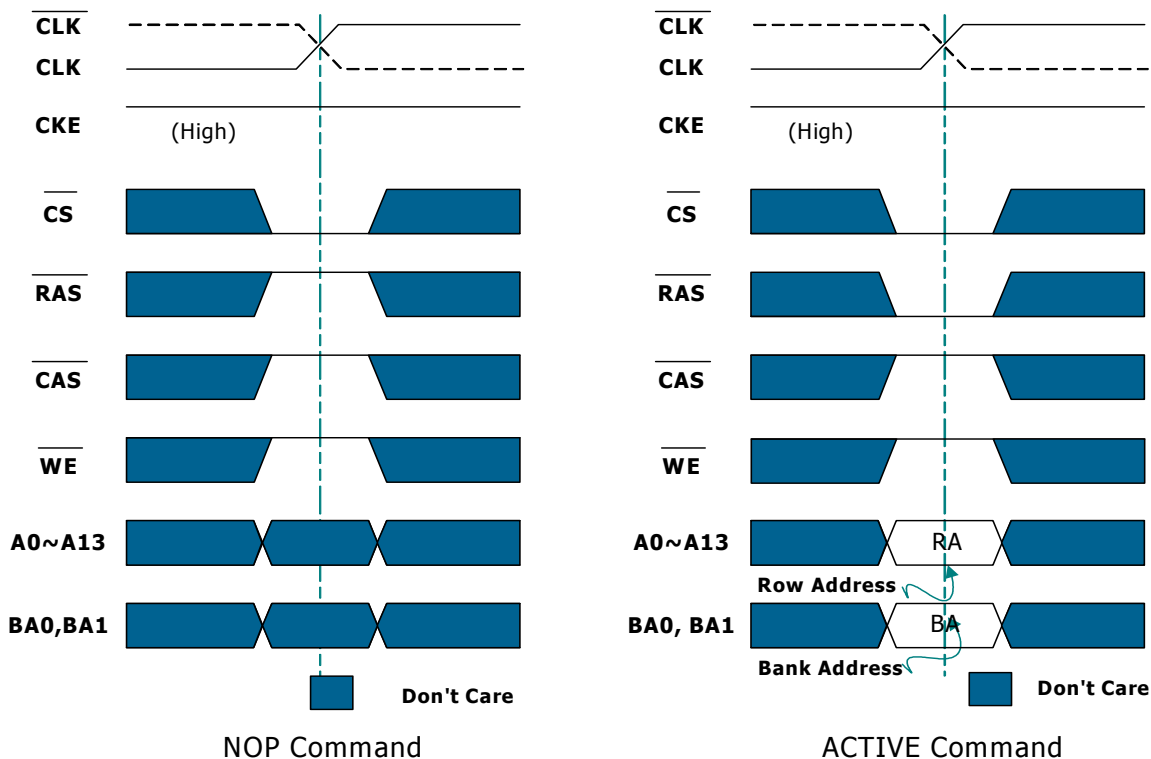 CLK
CLK
CKE
(High)
CS
RAS
CAS
WE
A0~A13
BA0,BA1
Don't Care
NOP Command
CLK
CLK
CKE
(High)
CS
RAS
CAS
WE
A0~A13
RA
Row Address
BA0, BA1
BA
Bank Address
Don't Care
ACTIVE Command